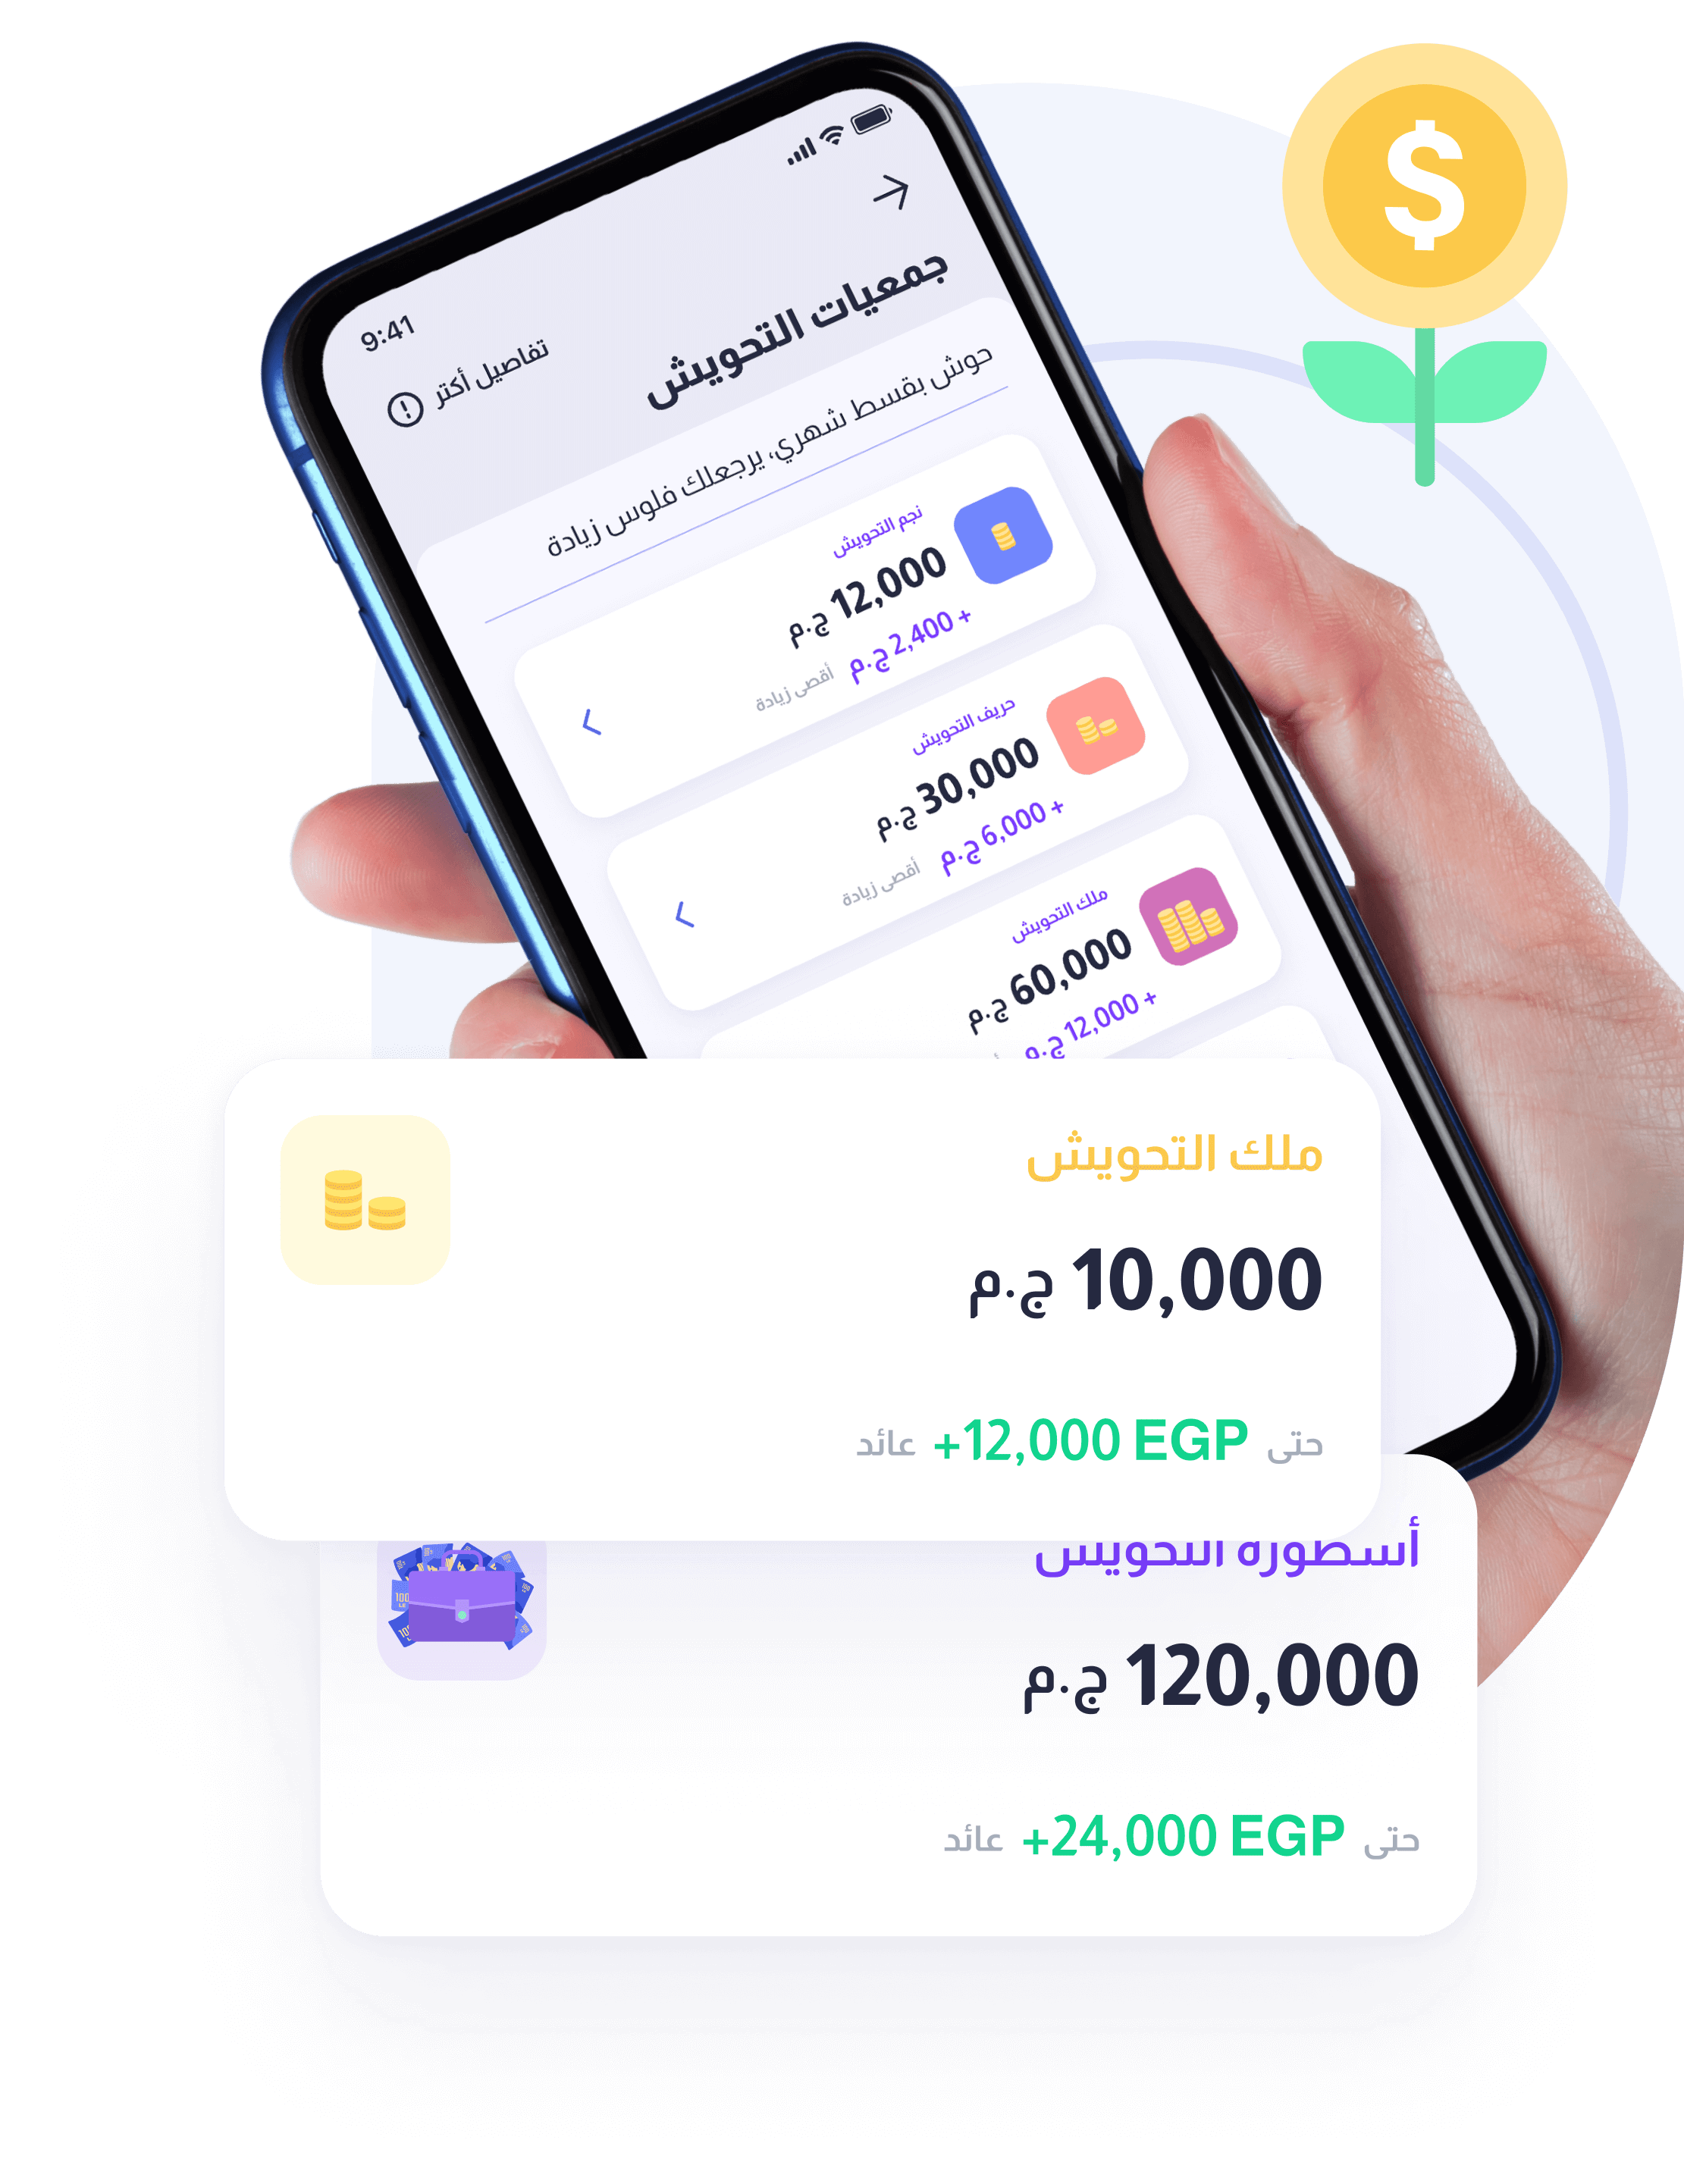 9:41
تفاصيل أكتر
جمعيات التحويش
حوش بقسط شهري، يرجعلك فلوس زيادة
نجم التحويش
12,000 ج.م
+ 2,400 ج.م أقصى زيادة
حريف التحويش
30,000 ج.م
+ 6,000 ج.م أقصى زيادة
ملك التحويش
60,000 ج.م
+ 12,000 ج.م
ملك التحويش
10,000 ج.م
حتى +12,000 EGP عائد
أسطورة التحويش
120,000 ج.م
حتى +24,000 EGP عائد
$